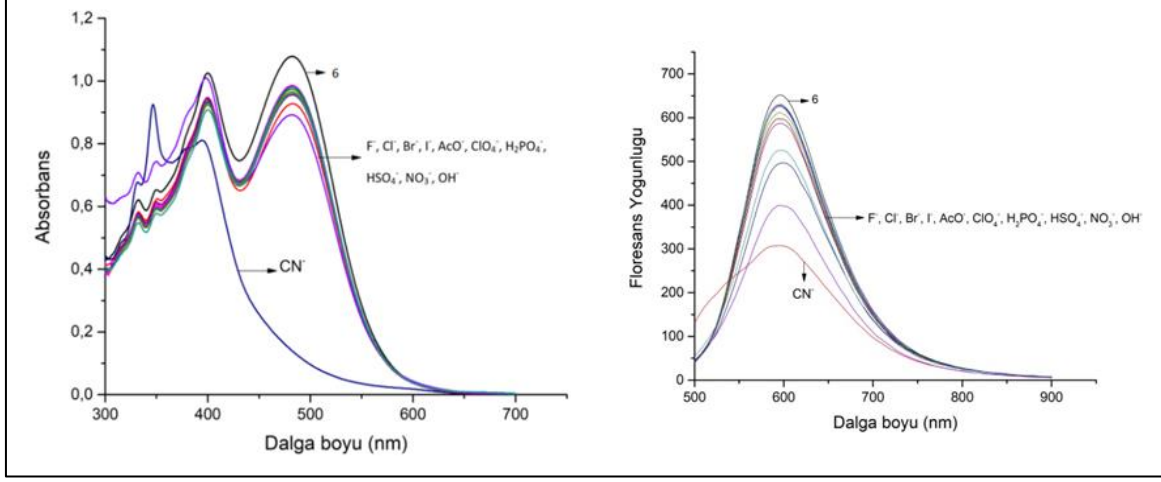 1,2
1,0
0,8
0,6
0,4
0,2
0,0
Absorbans
6
F⁻, Cl⁻, Br⁻, I⁻, AcO⁻, ClO₄⁻, H₂PO₄⁻,
HSO₄⁻, NO₃⁻, OH⁻
CN⁻
300 400 500 600 700
Dalga boyu (nm)
700
600
500
400
300
200
100
0
Floresans Yogunlugu
6
F⁻, Cl⁻, Br⁻, I⁻, AcO⁻, ClO₄⁻, H₂PO₄⁻, HSO₄⁻, NO₃⁻, OH⁻
CN⁻
500 600 700 800 900
Dalga boyu (nm)